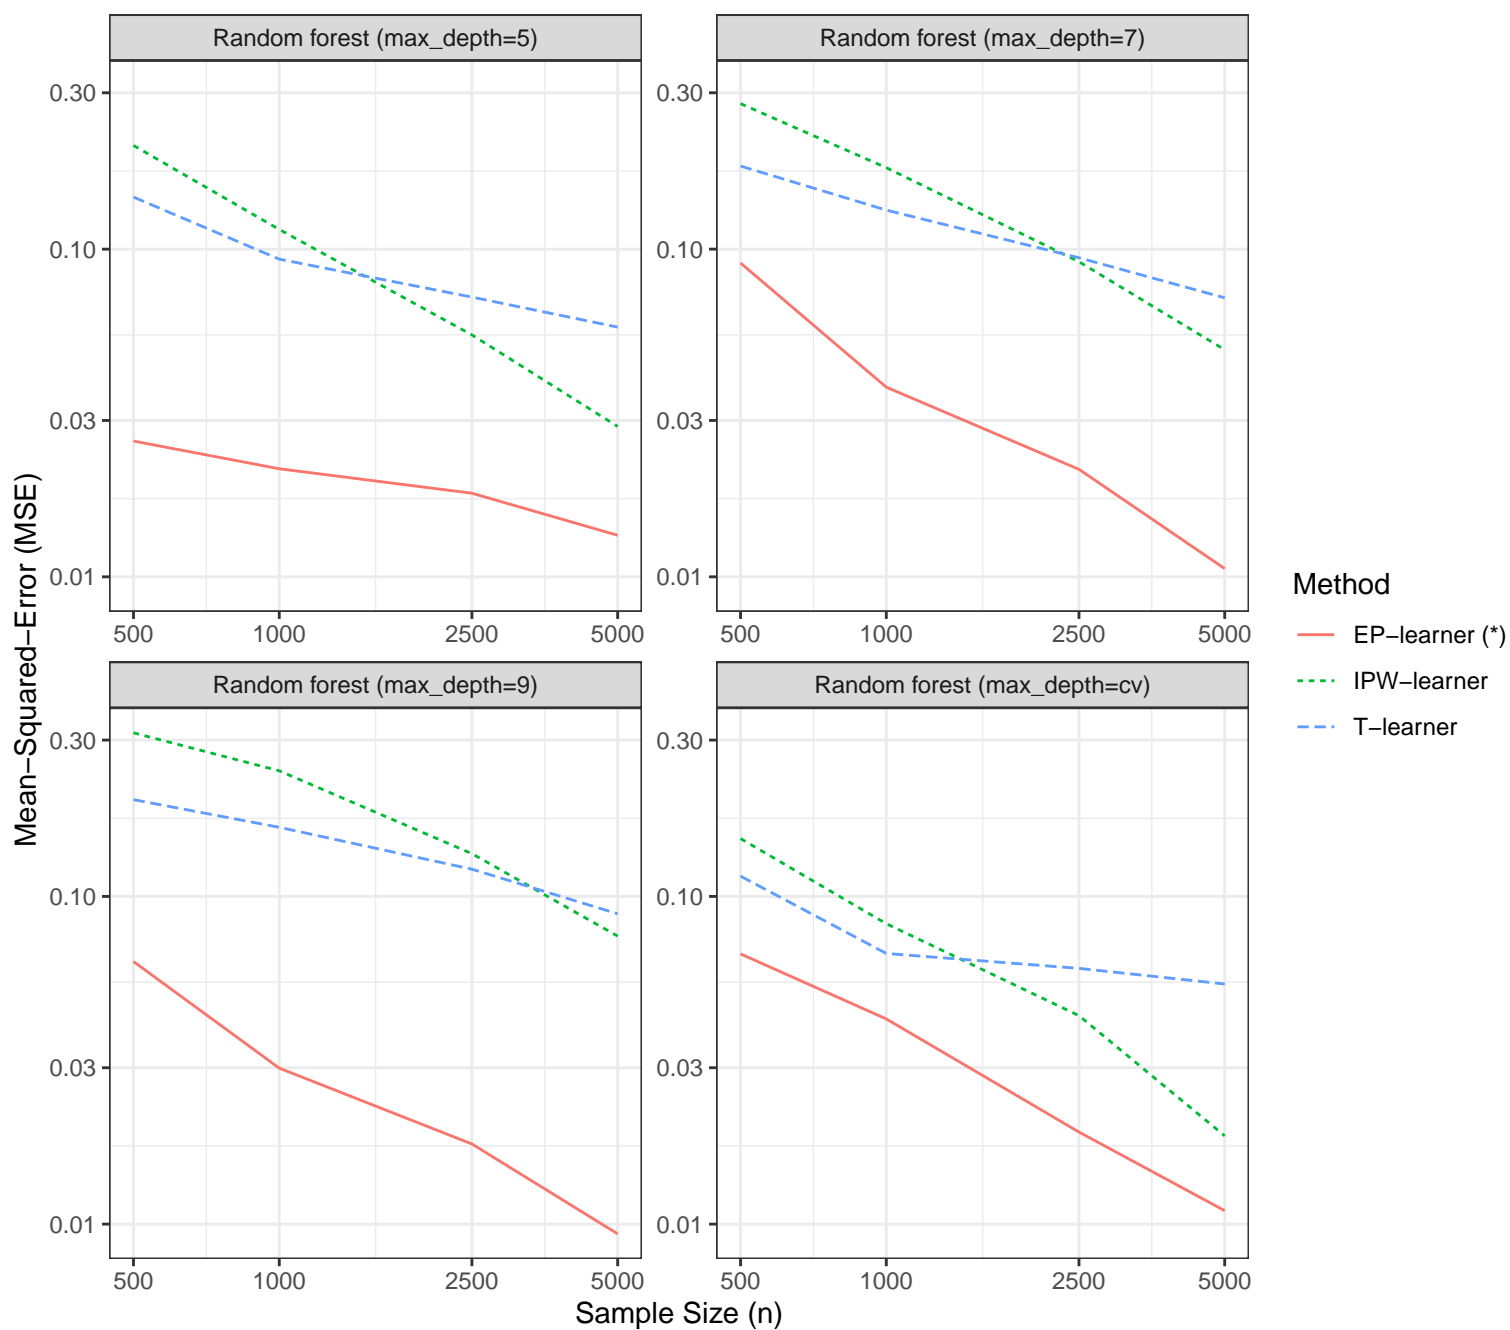 Random forest (max_depth=5)
Random forest (max_depth=7)
0.30
0.10
0.03
0.01
500 1000 2500 5000
0.30
0.10
0.03
0.01
500 1000 2500 5000
Random forest (max_depth=9)
Random forest (max_depth=cv)
0.30
0.10
0.03
0.01
500 1000 2500 5000
0.30
0.10
0.03
0.01
500 1000 2500 5000
Mean−Squared−Error (MSE)
Sample Size (n)
Method
EP−learner (*)
IPW−learner
T−learner